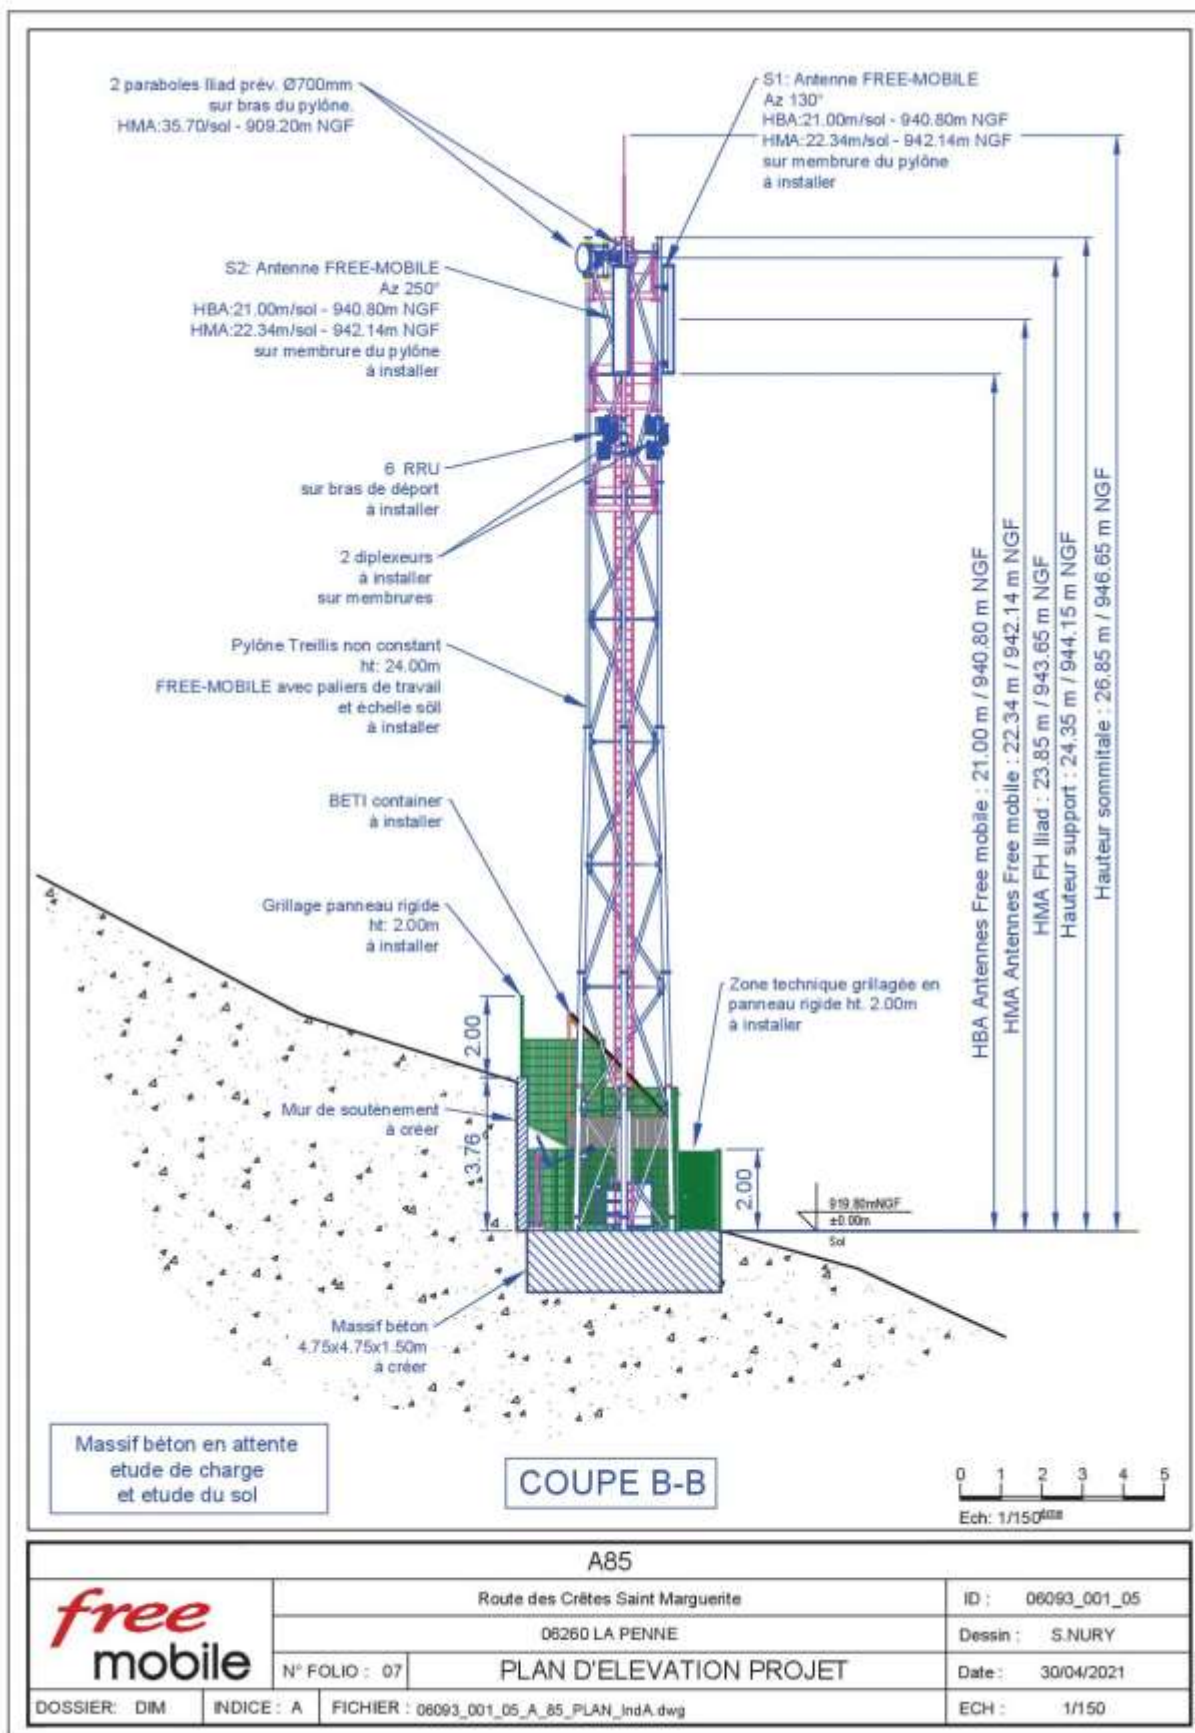 2 paraboles Iliad prév. Ø700mm
sur bras du pylône.
HMA:35.70/sol - 909.20m NGF
S1: Antenne FREE-MOBILE
Az 130°
HBA:21.00m/sol - 940.80m NGF
HMA:22.34m/sol - 942.14m NGF
sur membrure du pylône
à installer
S2: Antenne FREE-MOBILE
Az 250°
HBA:21.00m/sol - 940.80m NGF
HMA:22.34m/sol - 942.14m NGF
sur membrure du pylône
à installer
6 RRU
sur bras de déport
à installer
2 diplexeurs
à installer
sur membrures
Pylône Treillis non constant
ht: 24.00m
FREE-MOBILE avec paliers de travail
et échelle söll
à installer
BETI container
à installer
Grillage panneau rigide
ht: 2.00m
à installer
Zone technique grillagée en
panneau rigide ht. 2.00m
à installer
HBA Antennes Free mobile : 21.00 m / 940.80 m NGF
HMA Antennes Free mobile : 22.34 m / 942.14 m NGF
HMA FH Iliad : 23.85 m / 943.65 m NGF
Hauteur support : 24.35 m / 944.15 m NGF
Hauteur sommitale : 26.85 m / 946.65 m NGF
2.00
Mur de soutènement
à créer
3.76
2.00
919.80mNGF
±0.00m
Sol
Massif béton
4.75x4.75x1.50m
à créer
Massif béton en attente
etude de charge
et etude du sol
COUPE B-B
0 1 2 3 4 5
Ech: 1/150ème
A85
free
mobile
Route des Crêtes Saint Marguerite
06260 LA PENNE
N° FOLIO : 07
PLAN D'ELEVATION PROJET
ID : 06093_001_05
Dessin : S.NURY
Date : 30/04/2021
DOSSIER: DIM
INDICE : A
FICHIER : 06093_001_05_A_85_PLAN_IndA.dwg
ECH : 1/150